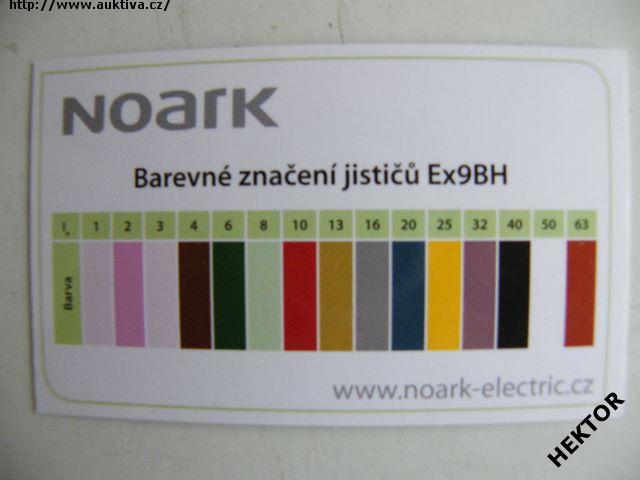 http://www.auktiva.cz/
NOARK
Barevné značení jističů Ex9BH
In 1 2 3 4 6 8 10 13 16 20 25 32 40 50 63
Barva
www.noark-electric.cz
HEKTOR